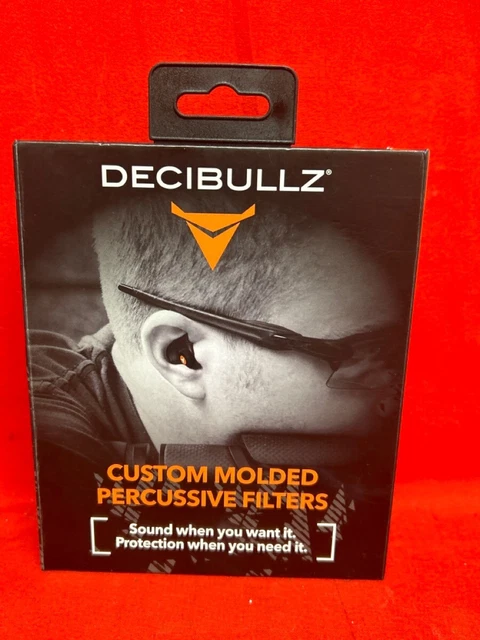 DECIBULLZ®
CUSTOM MOLDED
PERCUSSIVE FILTERS
Sound when you want it.
Protection when you need it.